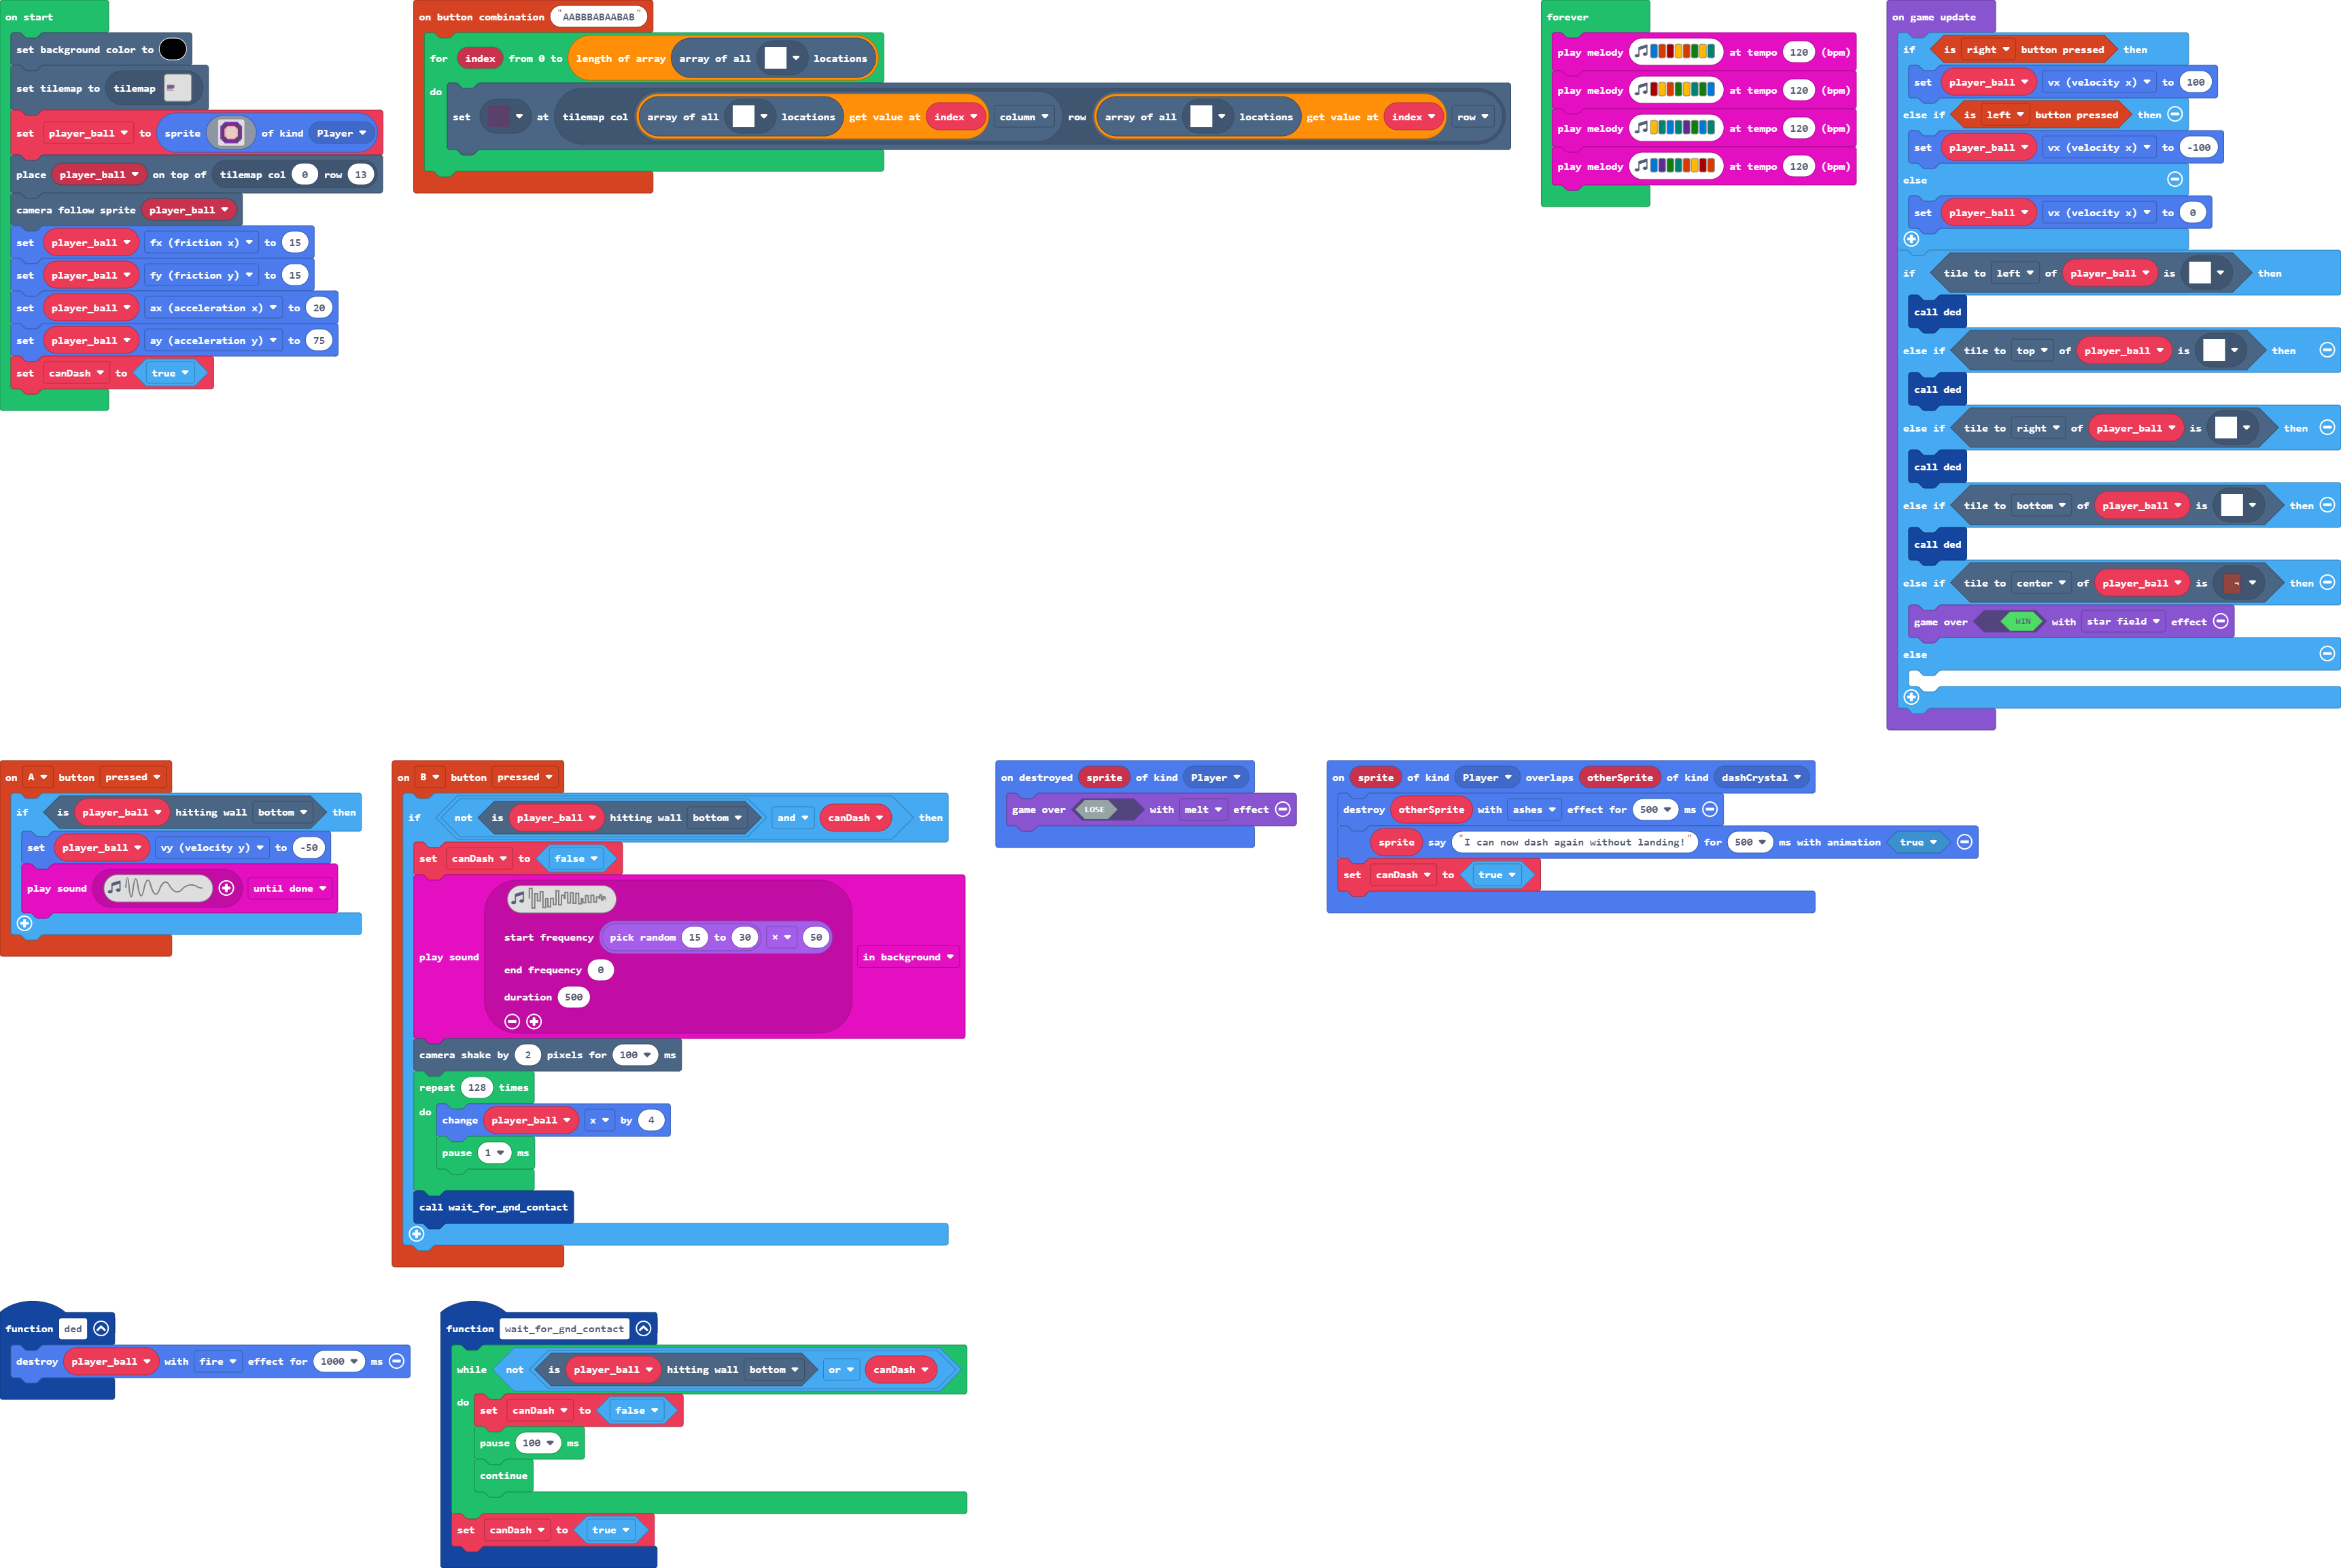 on start
set background color to
set tilemap to tilemap
set player_ball to sprite of kind Player
place player_ball on top of tilemap col 0 row 13
camera follow sprite player_ball
set player_ball fx (friction x) to 15
set player_ball fy (friction y) to 15
set player_ball ax (acceleration x) to 20
set player_ball ay (acceleration y) to 75
set canDash to true
on button combination "AABBBABAABAB"
for index from 0 to length of array array of all locations
do
set at tilemap col array of all locations get value at index column row array of all locations get value at index row
forever
play melody at tempo 120 (bpm)
play melody at tempo 120 (bpm)
play melody at tempo 120 (bpm)
play melody at tempo 120 (bpm)
on game update
if is right button pressed then
set player_ball vx (velocity x) to 100
else if is left button pressed then
set player_ball vx (velocity x) to -100
else
set player_ball vx (velocity x) to 0
if tile to left of player_ball is then
call ded
else if tile to top of player_ball is then
call ded
else if tile to right of player_ball is then
call ded
else if tile to bottom of player_ball is then
call ded
else if tile to center of player_ball is then
game over WIN with star field effect
else
on A button pressed
if is player_ball hitting wall bottom then
set player_ball vy (velocity y) to -50
play sound until done
on B button pressed
if not is player_ball hitting wall bottom and canDash then
set canDash to false
play sound in background
start frequency pick random 15 to 30 × 50
end frequency 0
duration 500
camera shake by 2 pixels for 100 ms
repeat 128 times
do
change player_ball x by 4
pause 1 ms
call wait_for_gnd_contact
on destroyed sprite of kind Player
game over LOSE with melt effect
on sprite of kind Player overlaps otherSprite of kind dashCrystal
destroy otherSprite with ashes effect for 500 ms
sprite say "I can now dash again without landing!" for 500 ms with animation true
set canDash to true
function ded
destroy player_ball with fire effect for 1000 ms
function wait_for_gnd_contact
while not is player_ball hitting wall bottom or canDash
do
set canDash to false
pause 100 ms
continue
set canDash to true